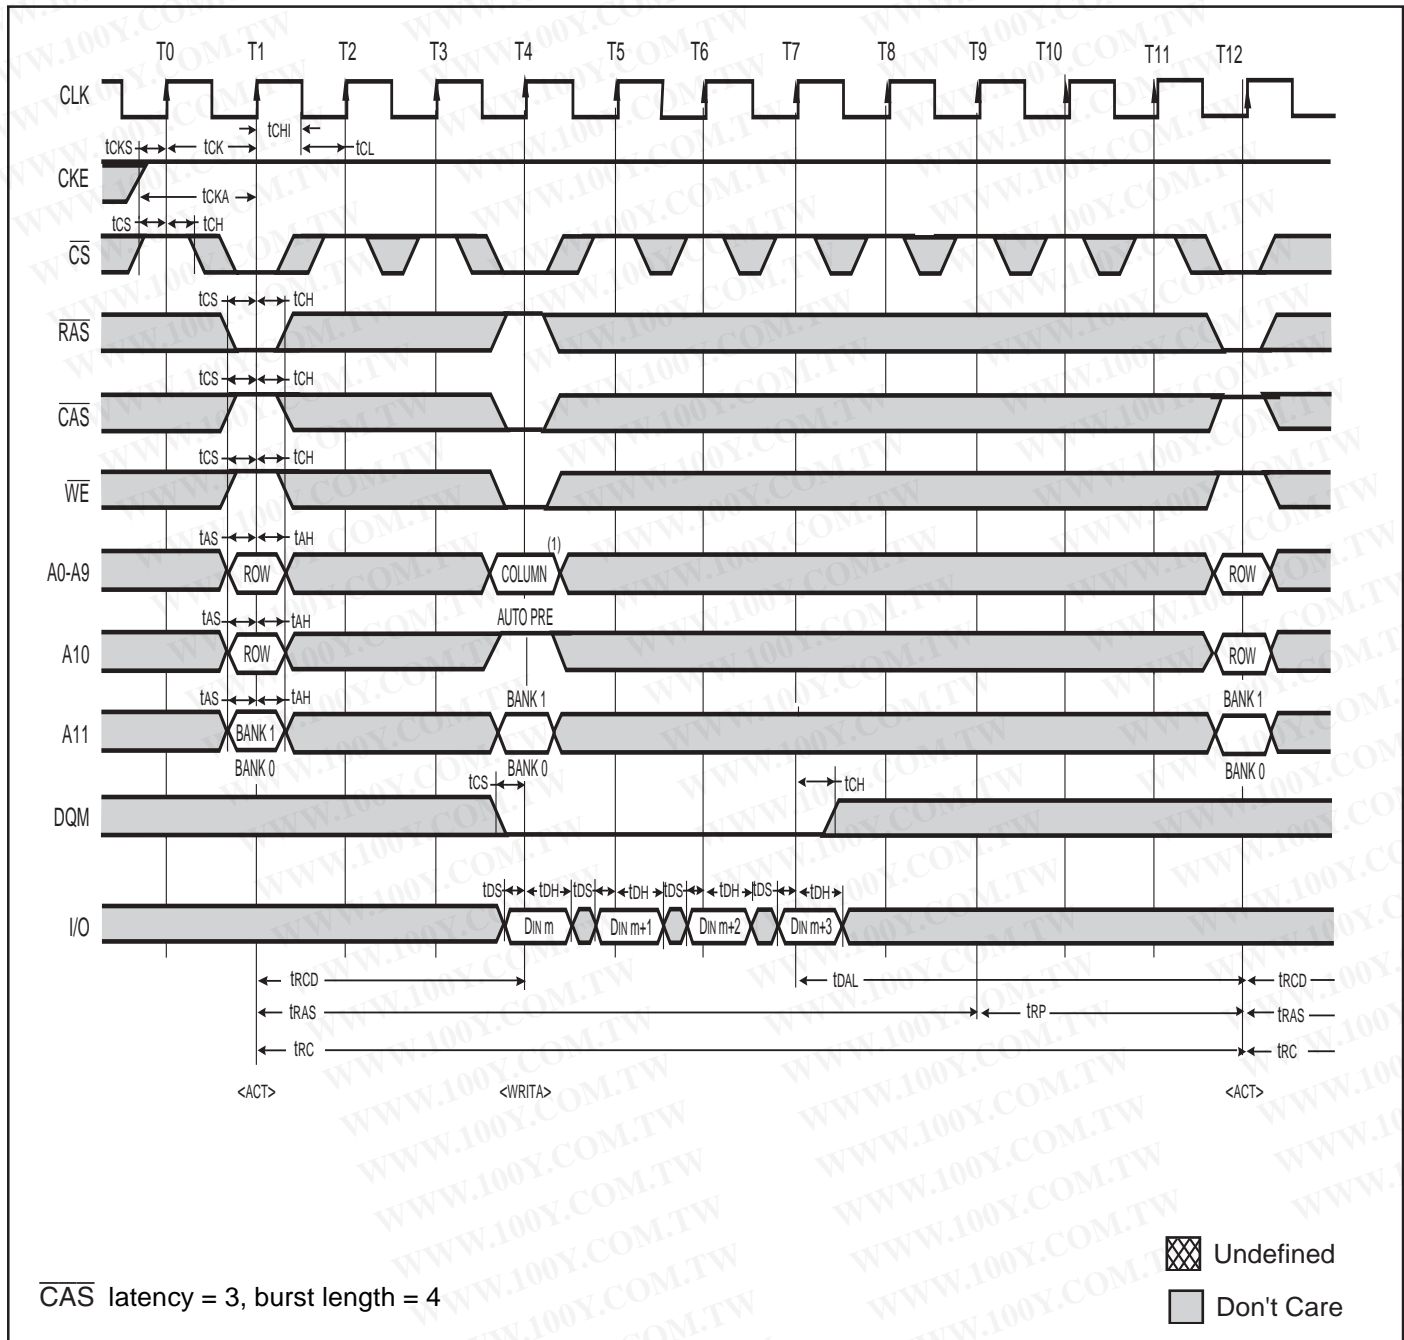 T0 T1 T2 T3 T4 T5 T6 T7 T8 T9 T10 T11 T12
CLK
tCHI
tCKS tCK tCL
CKE
tCKA
tCS tCH
CS
tCS tCH
RAS
tCS tCH
CAS
tCS tCH
WE
tAS tAH
(1)
A0-A9 ROW COLUMN ROW
tAS tAH AUTO PRE
A10 ROW ROW
tAS tAH BANK 1 BANK 1
A11 BANK 1
BANK 0 BANK 0 BANK 0
tCS tCH
DQM
tDS tDH tDS tDH tDS tDH tDS tDH
I/O DIN m DIN m+1 DIN m+2 DIN m+3
tRCD tDAL tRCD
tRAS tRP tRAS
tRC tRC
<ACT> <WRITA> <ACT>
Undefined
CAS latency = 3, burst length = 4
Don't Care
WWW.100Y.COM.TW